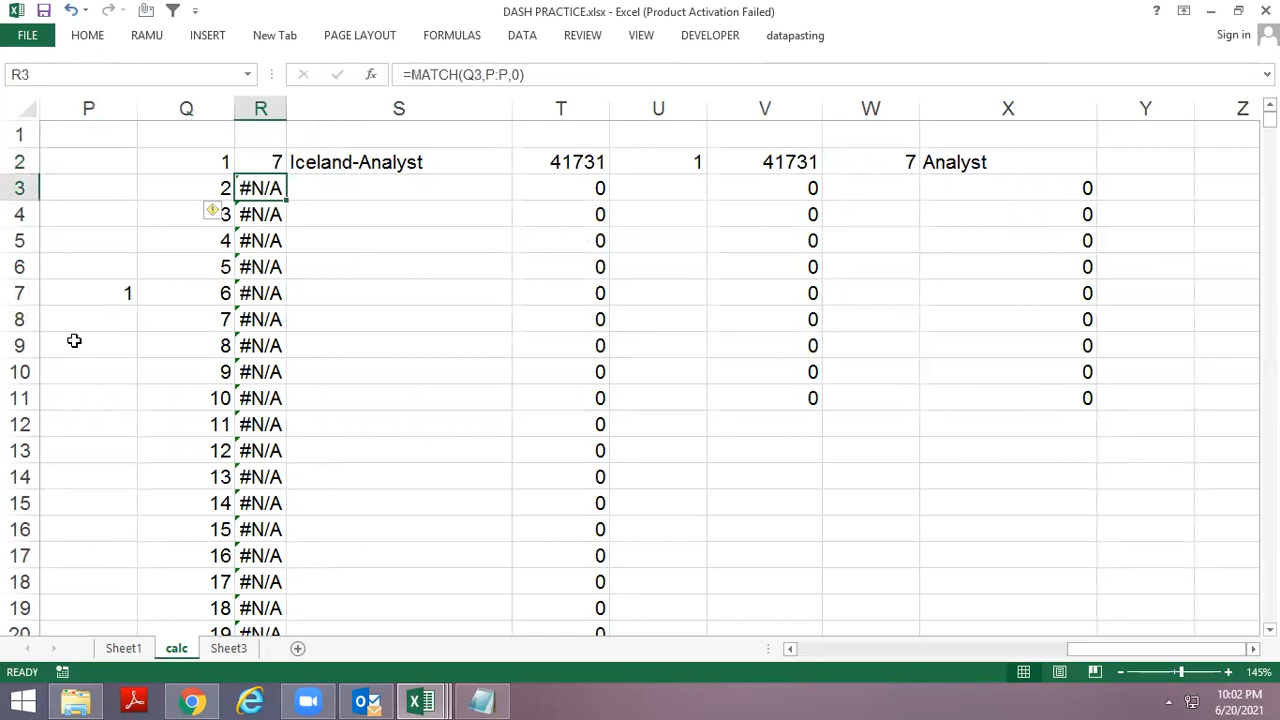 DASH PRACTICE.xlsx - Excel (Product Activation Failed)
FILE HOME RAMU INSERT New Tab PAGE LAYOUT FORMULAS DATA REVIEW VIEW DEVELOPER datapasting Sign in
R3 fx =MATCH(Q3,P:P,0)
P Q R S T U V W X Y Z
1
2 1 7 Iceland-Analyst 41731 1 41731 7 Analyst
3 2 #N/A 0 0 0
4 3 #N/A 0 0 0
5 4 #N/A 0 0 0
6 5 #N/A 0 0 0
7 1 6 #N/A 0 0 0
8 7 #N/A 0 0 0
9 8 #N/A 0 0 0
10 9 #N/A 0 0 0
11 10 #N/A 0 0 0
12 11 #N/A 0
13 12 #N/A 0
14 13 #N/A 0
15 14 #N/A 0
16 15 #N/A 0
17 16 #N/A 0
18 17 #N/A 0
19 18 #N/A 0
20 19 #N/A 0
Sheet1 calc Sheet3
READY 145%
10:02 PM
6/20/2021